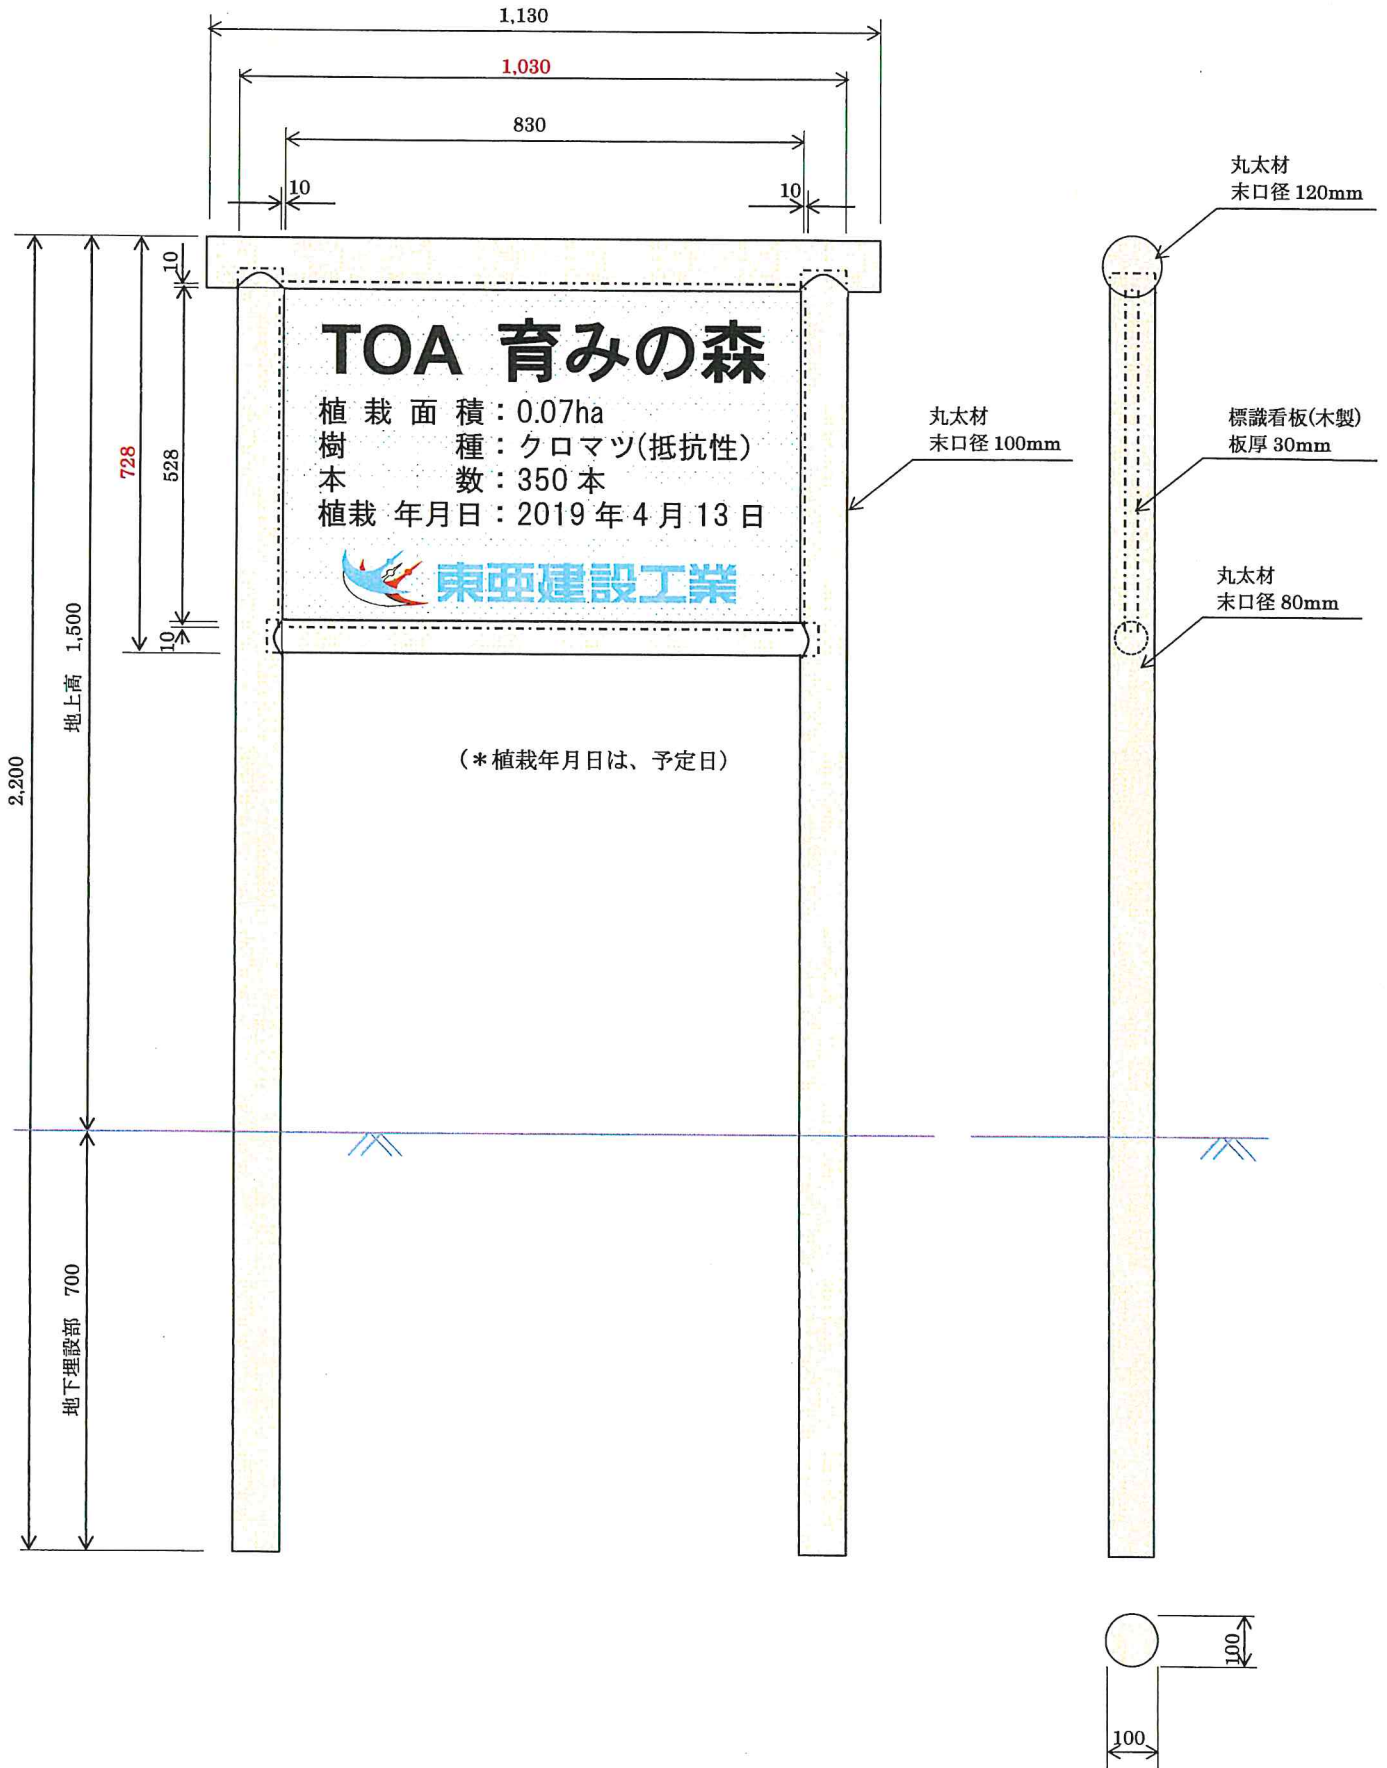 1,130
1,030
830
10
10
丸太材
末口径 120mm
10
728
528
10
2,200
地上高 1,500
TOA 育みの森
植栽面積：0.07ha
樹種：クロマツ(抵抗性)
本数：350 本
植栽 年月日：2019 年 4 月 13 日
東亜建設工業
丸太材
末口径 100mm
標識看板(木製)
板厚 30mm
丸太材
末口径 80mm
(＊植栽年月日は、予定日)
地下埋設部 700
100
100